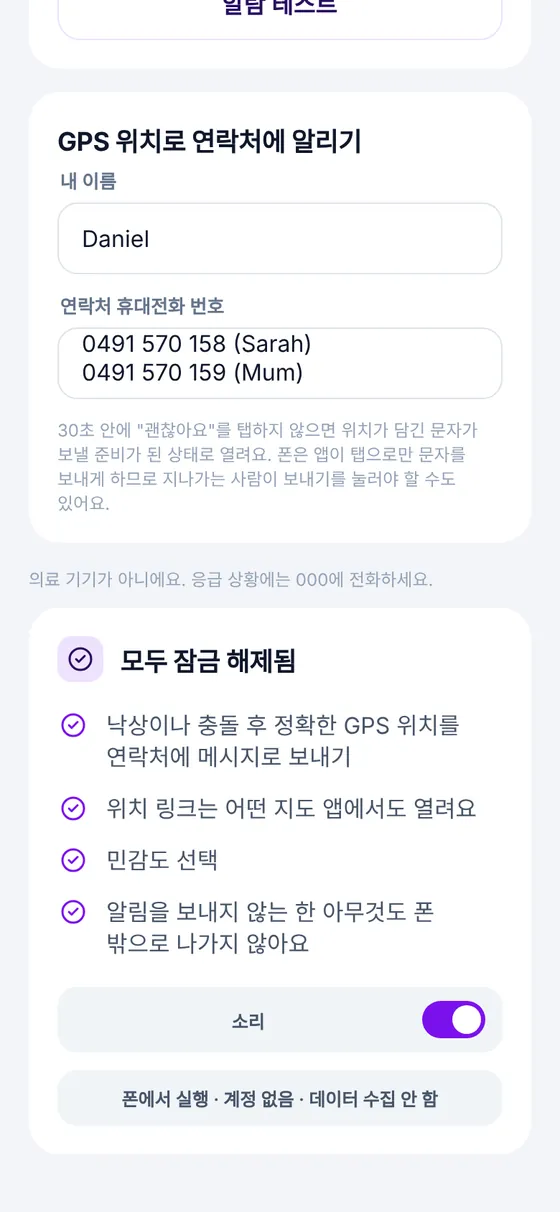 알람 테스트
GPS 위치로 연락처에 알리기
내 이름
Daniel
연락처 휴대전화 번호
0491 570 158 (Sarah)
0491 570 159 (Mum)
30초 안에 "괜찮아요"를 탭하지 않으면 위치가 담긴 문자가
보낼 준비가 된 상태로 열려요. 폰은 앱이 탭으로만 문자를
보내게 하므로 지나가는 사람이 보내기를 눌러야 할 수도
있어요.
의료 기기가 아니에요. 응급 상황에는 000에 전화하세요.
모두 잠금 해제됨
낙상이나 충돌 후 정확한 GPS 위치를
연락처에 메시지로 보내기
위치 링크는 어떤 지도 앱에서도 열려요
민감도 선택
알림을 보내지 않는 한 아무것도 폰
밖으로 나가지 않아요
소리
폰에서 실행 · 계정 없음 · 데이터 수집 안 함